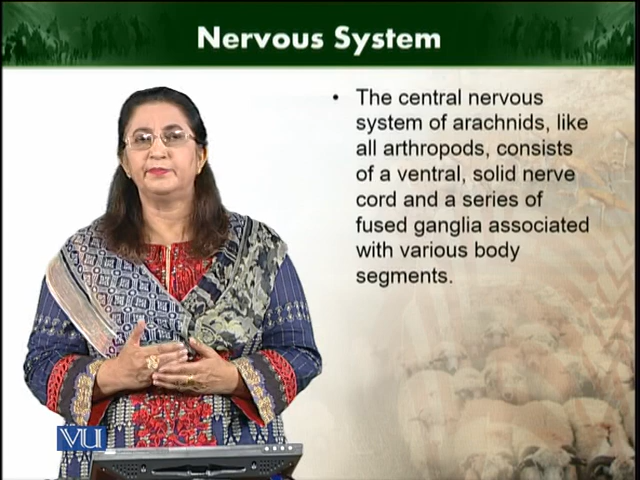 Nervous System
• The central nervous
system of arachnids, like
all arthropods, consists
of a ventral, solid nerve
cord and a series of
fused ganglia associated
with various body
segments.
VU